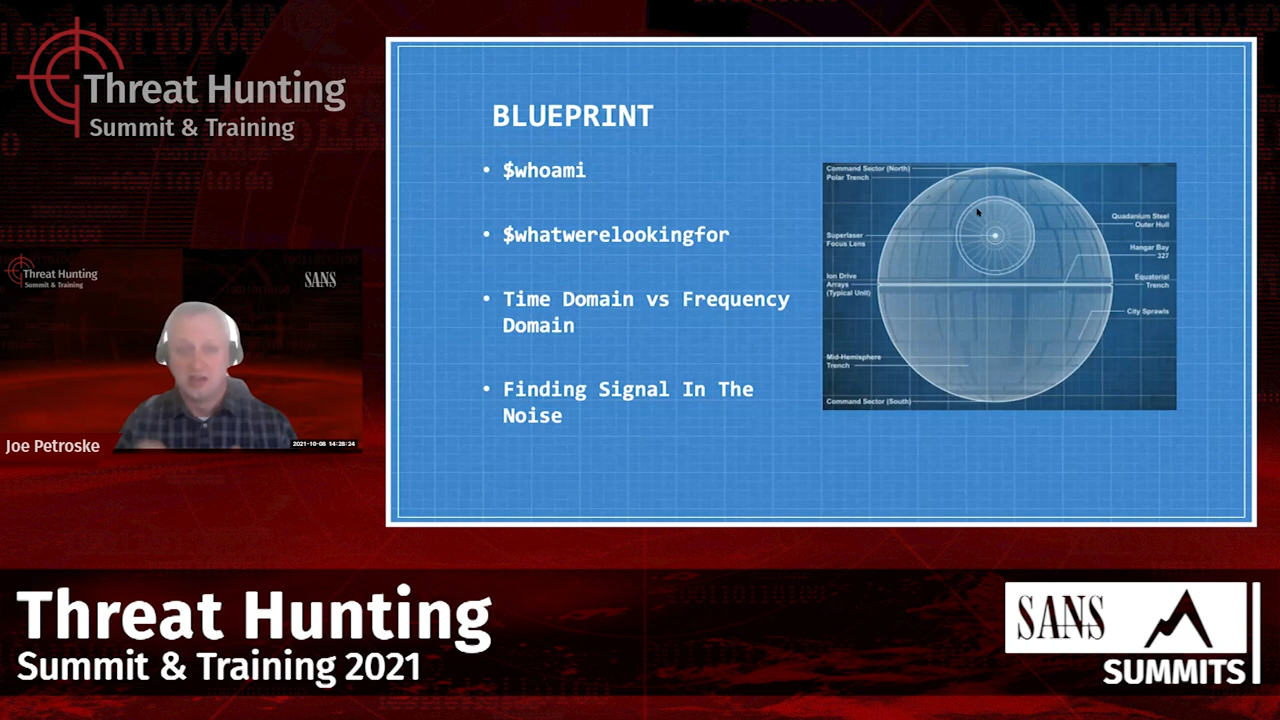 Threat Hunting
Summit & Training
BLUEPRINT
• $whoami
• $whatwerelookingfor
• Time Domain vs Frequency
Domain
• Finding Signal In The
Noise
Command Sector (North)
Polar Trench
Superlaser
Focus Lens
Ion Drive
Arrays
(Typical Unit)
Mid-Hemisphere
Trench
Command Sector (South)
Quadanium Steel
Outer Hull
Hangar Bay
327
Equatorial
Trench
City Sprawls
Threat Hunting
Summit & Training
SANS
2021-10-08 14:28:24
Joe Petroske
Threat Hunting
Summit & Training 2021
SANS
SUMMITS